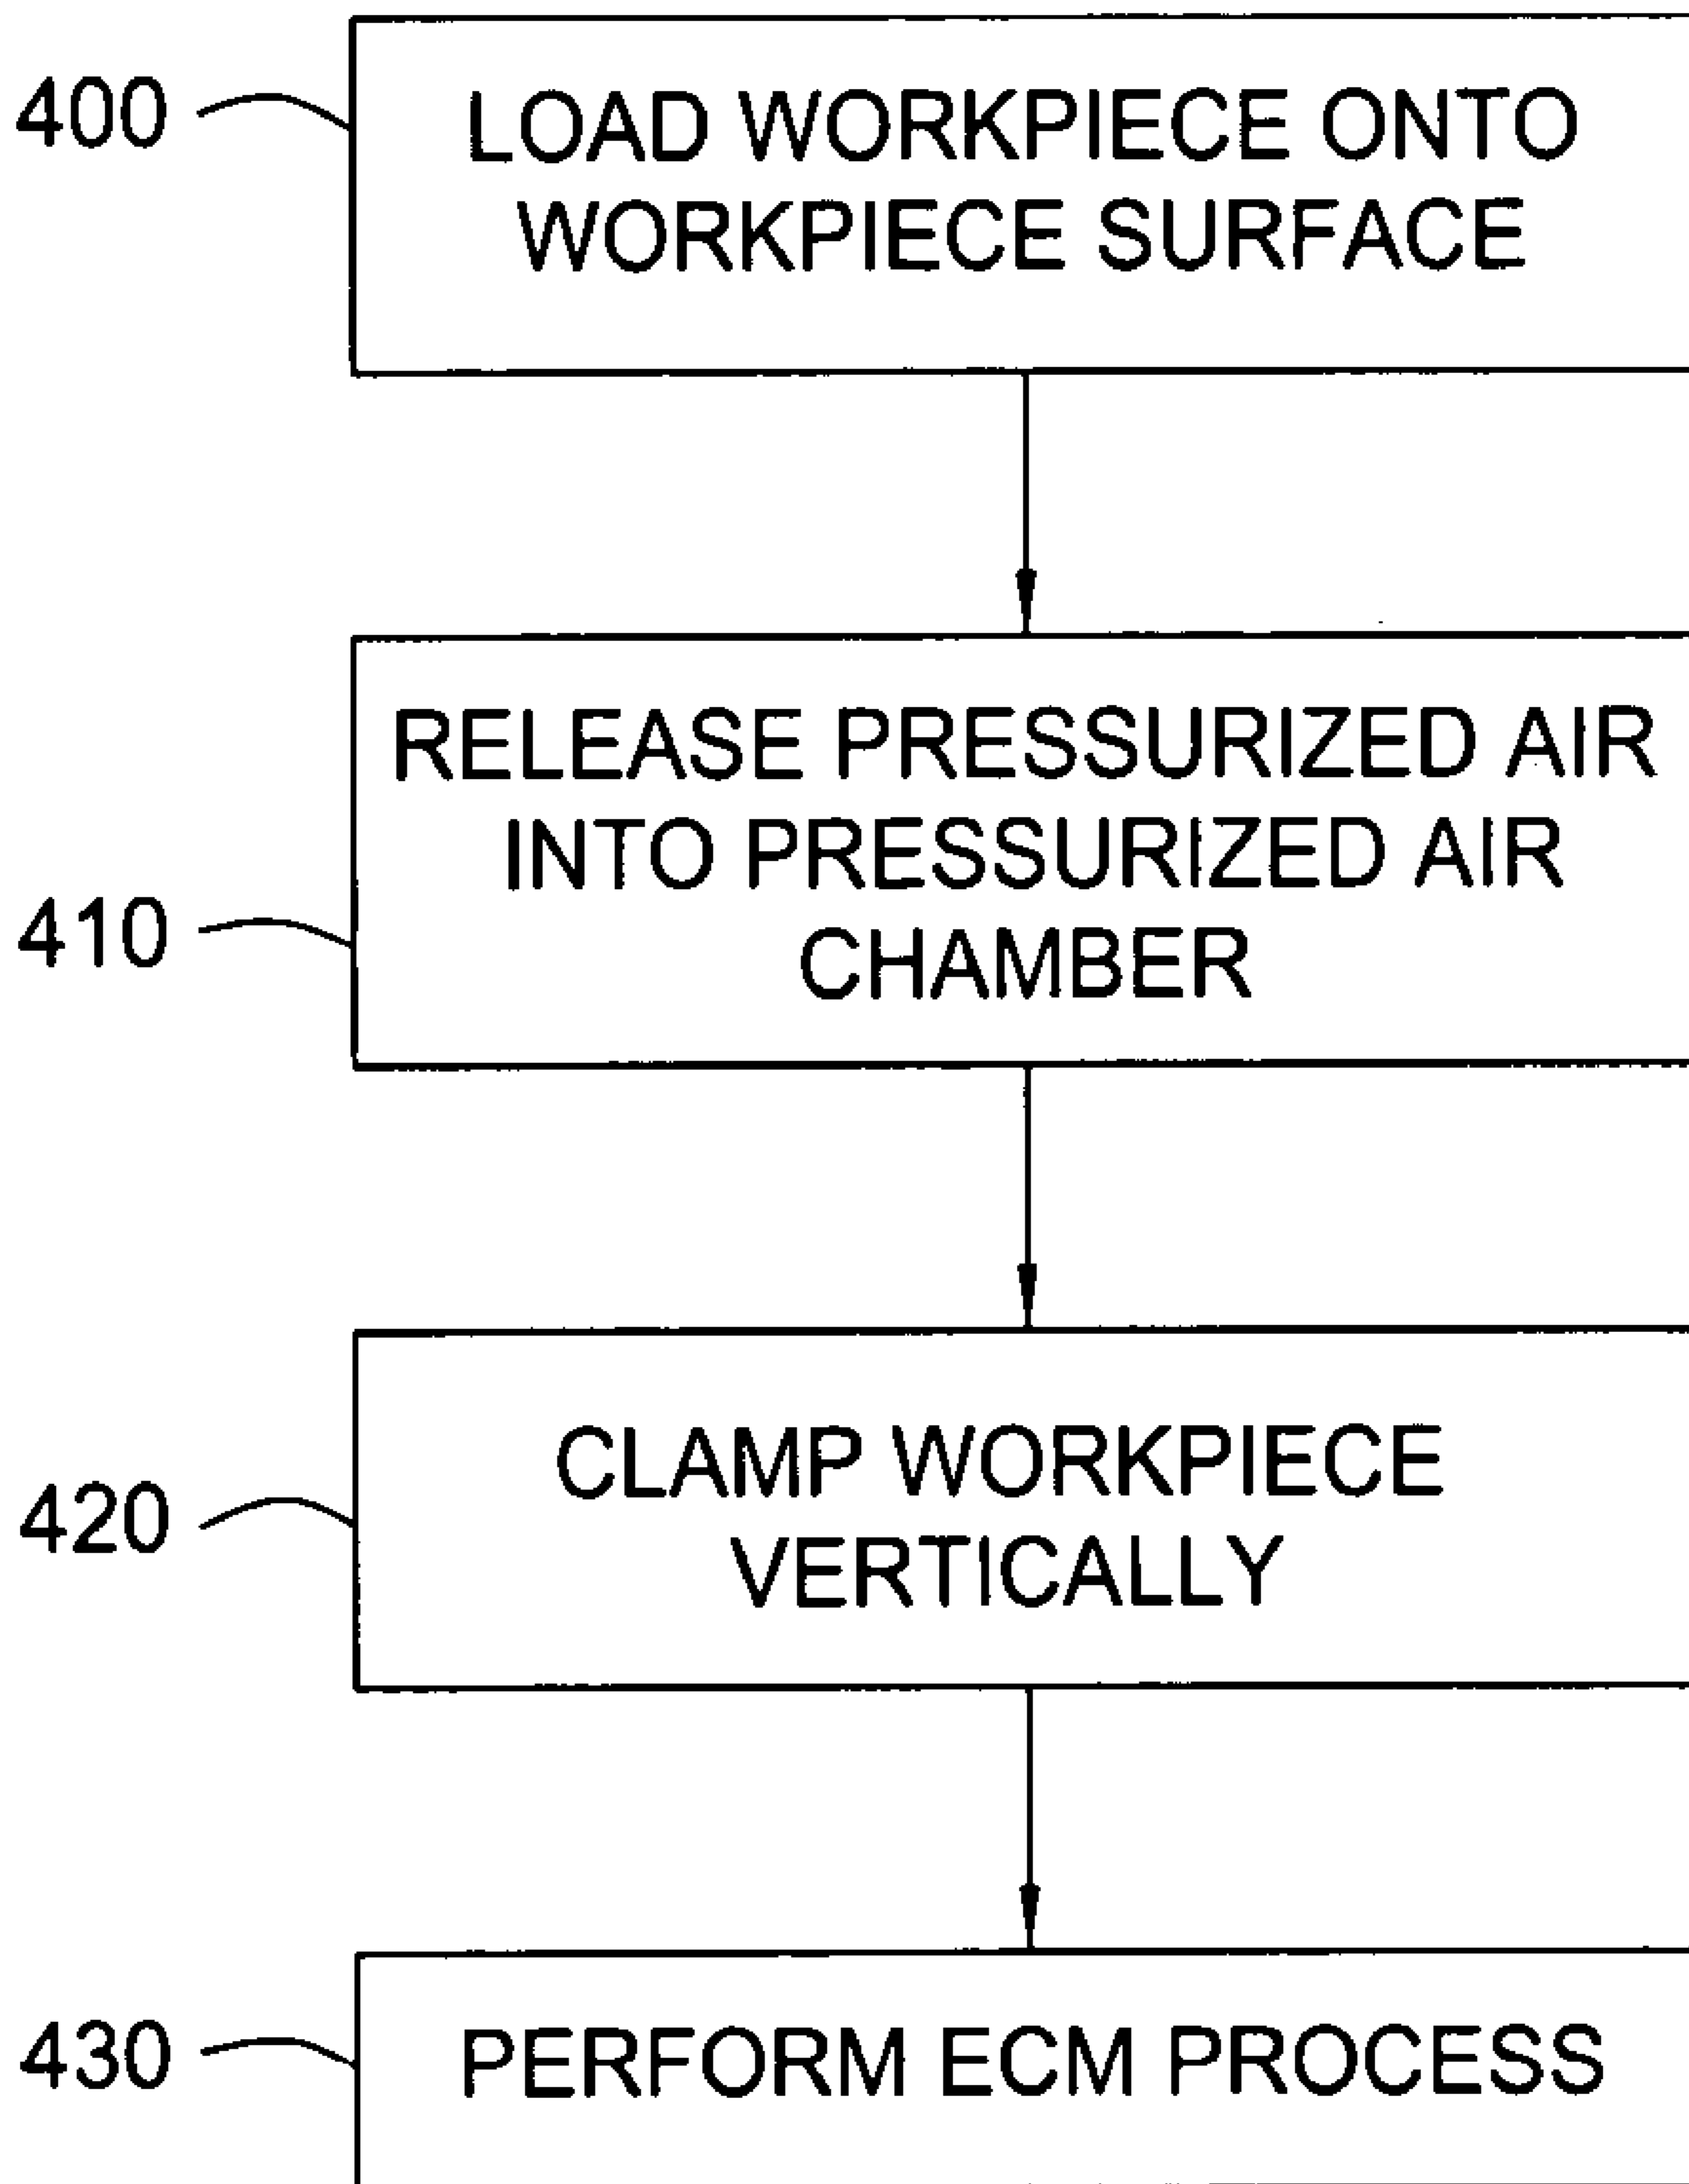 400
LOAD WORKPIECE ONTO
WORKPIECE SURFACE
RELEASE PRESSURIZED AIR
INTO PRESSURIZED AIR
410
CHAMBER
CLAMP WORKPIECE
420
VERTICALLY
430
PERFORM ECM PROCESS